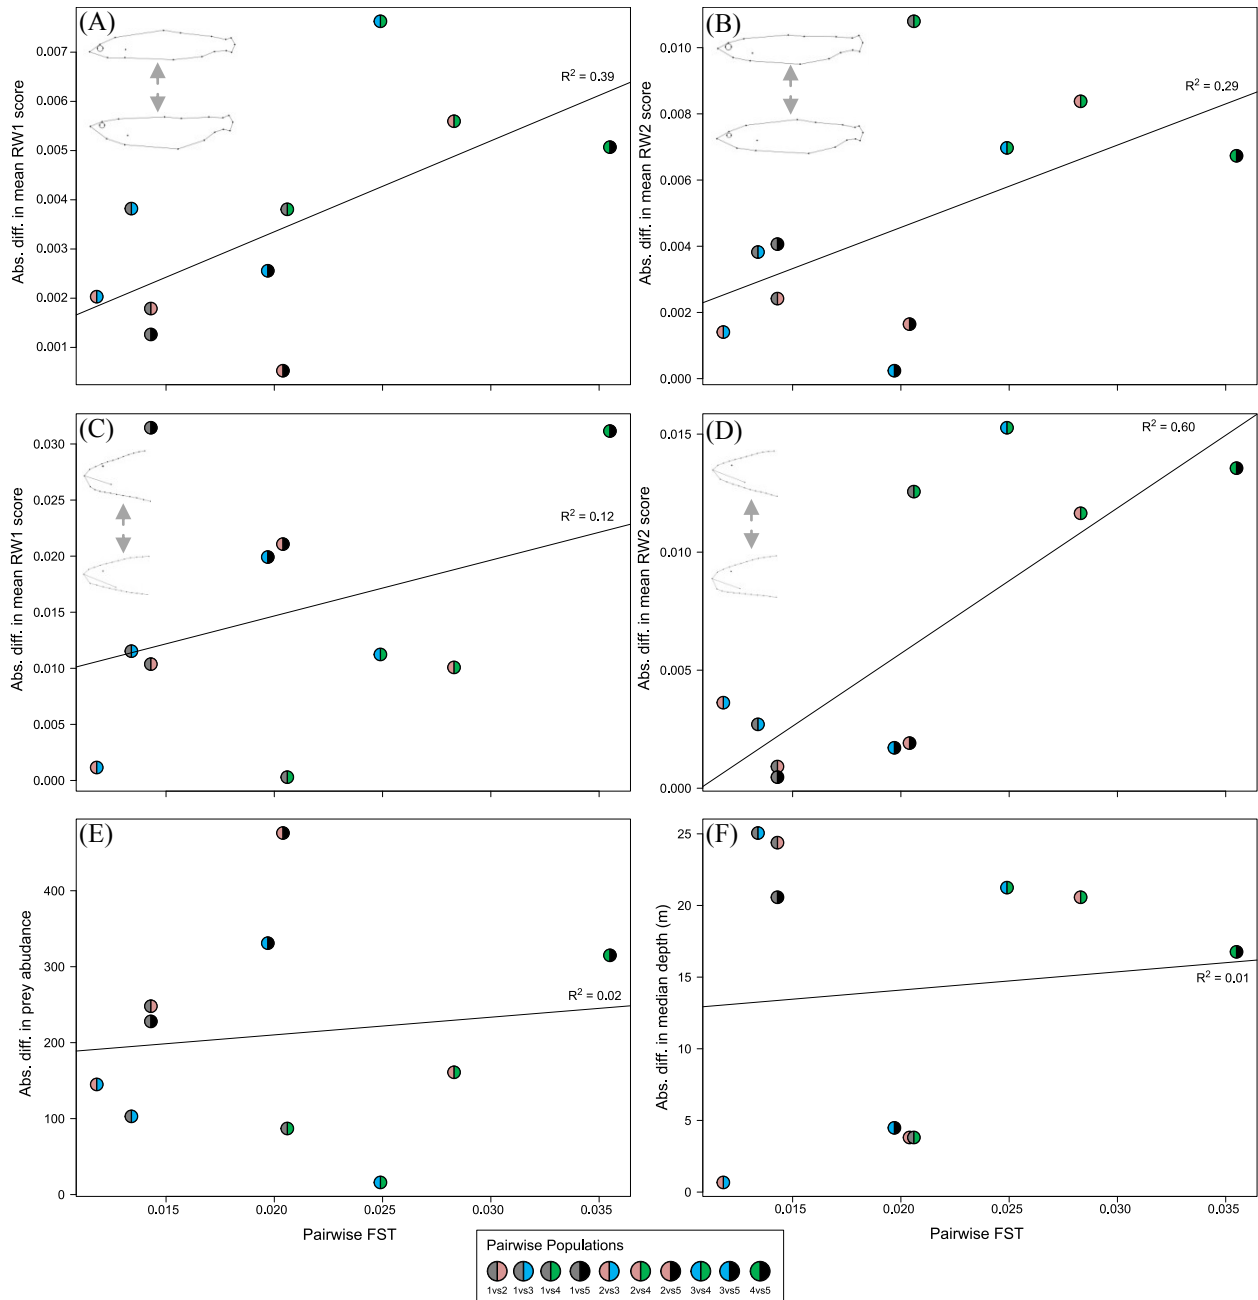 (A)
Abs. diff. in mean RW1 score
0.007
0.006
0.005
0.004
0.003
0.002
0.001
R² = 0.39
(B)
Abs. diff. in mean RW2 score
0.010
0.008
0.006
0.004
0.002
0.000
R² = 0.29
(C)
Abs. diff. in mean RW1 score
0.030
0.025
0.020
0.015
0.010
0.005
0.000
R² = 0.12
(D)
Abs. diff. in mean RW2 score
0.015
0.010
0.005
0.000
R² = 0.60
(E)
Abs. diff. in prey abudance
400
300
200
100
0
R² = 0.02
0.015 0.020 0.025 0.030 0.035
Pairwise FST
(F)
Abs. diff. in median depth (m)
25
20
15
10
5
0
R² = 0.01
0.015 0.020 0.025 0.030 0.035
Pairwise FST
Pairwise Populations
1vs2 1vs3 1vs4 1vs5 2vs3 2vs4 2vs5 3vs4 3vs5 4vs5